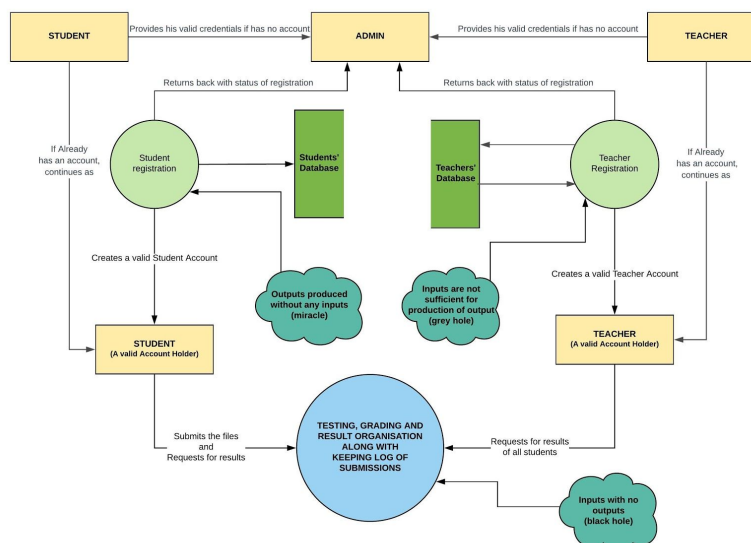 STUDENT
Provides his valid credentials if has no account
ADMIN
Provides his valid credentials if has no account
TEACHER
Returns back with status of registration
Returns back with status of registration
If Already
has an account,
continues as
Student
registration
Students'
Database
Teachers'
Database
Teacher
Registration
If Already
has an account,
continues as
Creates a valid Student Account
Outputs produced
without any inputs
(miracle)
Inputs are not
sufficient for
production of output
(grey hole)
Creates a valid Teacher Account
STUDENT
(A valid Account Holder)
TEACHER
(A valid Account Holder)
Submits the files
and
Requests for results
TESTING, GRADING AND
RESULT ORGANISATION
ALONG WITH
KEEPING LOG OF
SUBMISSIONS
Requests for results
of all students
Inputs with no
outputs
(black hole)